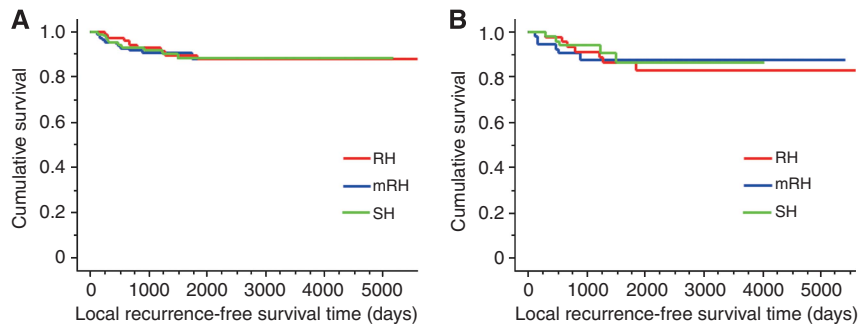 A
Cumulative survival
1.0
0.8
0.6
0.4
0.2
0
RH
mRH
SH
0 1000 2000 3000 4000 5000
Local recurrence-free survival time (days)
B
Cumulative survival
1.0
0.8
0.6
0.4
0.2
0
RH
mRH
SH
0 1000 2000 3000 4000 5000
Local recurrence-free survival time (days)